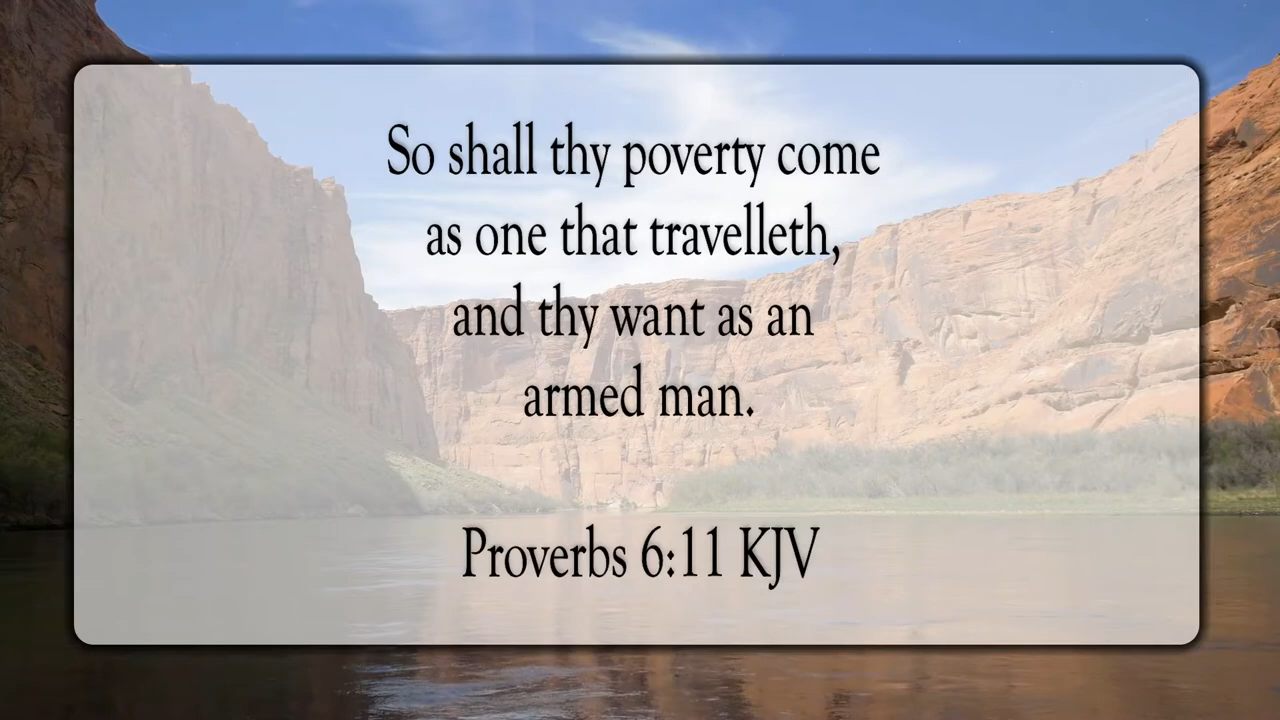 So shall thy poverty come
as one that travelleth,
and thy want as an
armed man.
Proverbs 6:11 KJV